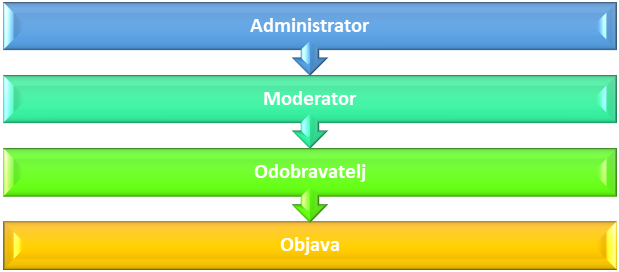 Administrator
Moderator
Odobravatelj
Objava